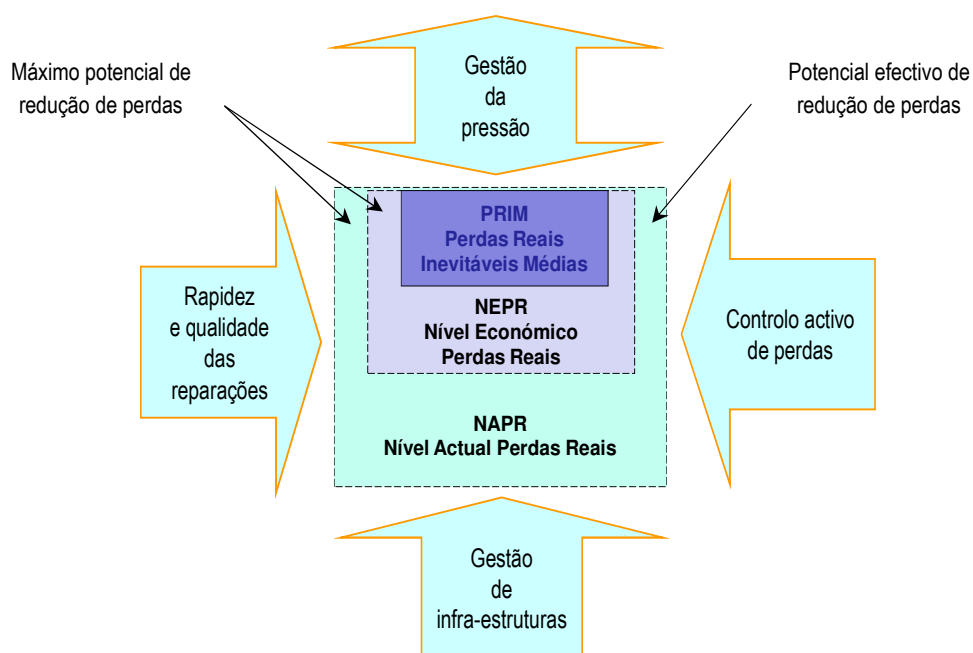 Gestão
da
pressão
Máximo potencial de
redução de perdas
Potencial efectivo de
redução de perdas
PRIM
Perdas Reais
Inevitáveis Médias
NEPR
Nível Económico
Perdas Reais
Rapidez
e qualidade
das
reparações
Controlo activo
de perdas
NAPR
Nível Actual Perdas Reais
Gestão
de
infra-estruturas